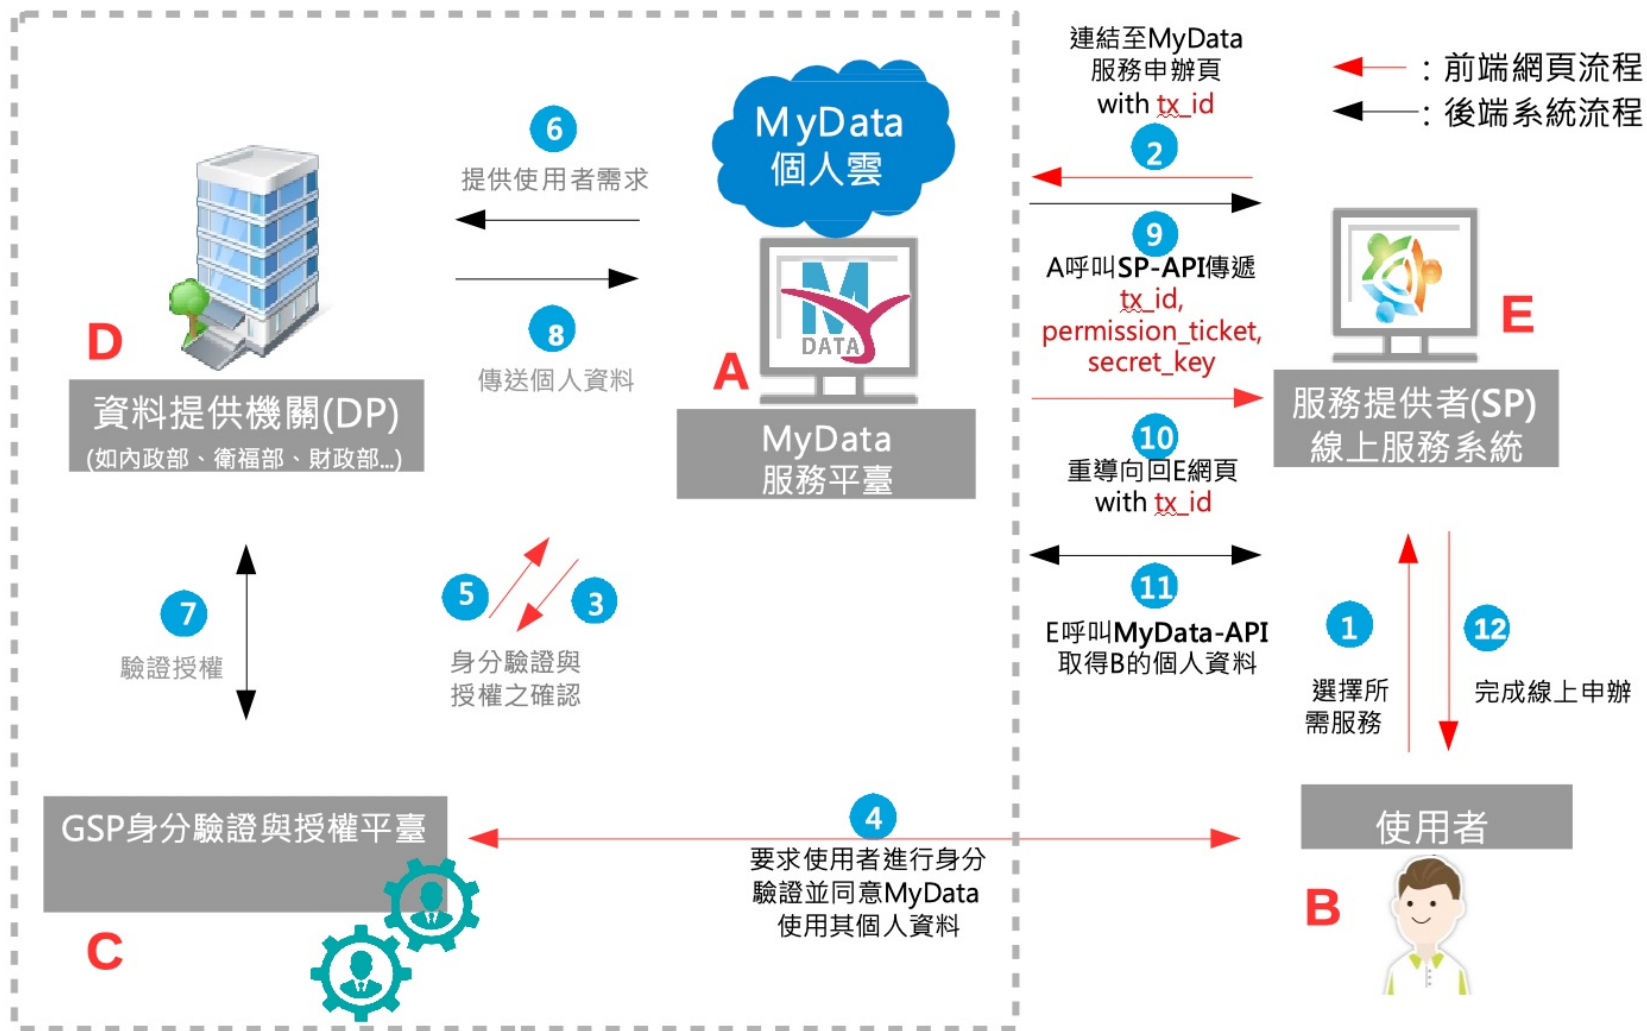 連結至MyData
服務申辦頁
with tx_id
2
：前端網頁流程
：後端系統流程
MyData
個人雲
6
提供使用者需求
8
傳送個人資料
M
DATA
A
D
資料提供機關(DP)
(如內政部、衛福部、財政部...)
MyData
服務平臺
9
A呼叫SP-API傳遞
tx_id,
permission_ticket,
secret_key
E
服務提供者(SP)
線上服務系統
10
重導向回E網頁
with tx_id
11
E呼叫MyData-API
取得B的個人資料
7
驗證授權
5
3
身分驗證與
授權之確認
1
選擇所
需服務
12
完成線上申辦
GSP身分驗證與授權平臺
C
4
要求使用者進行身分
驗證並同意MyData
使用其個人資料
使用者
B